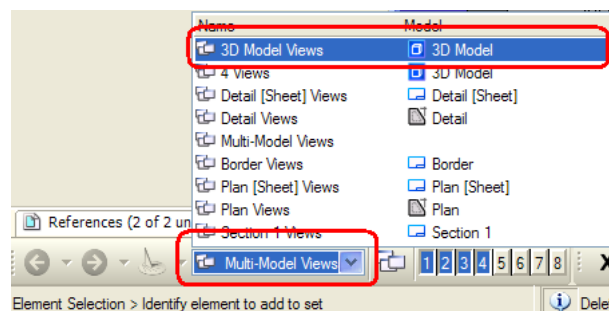 Name Model
3D Model Views 3D Model
4 Views 3D Model
Detail [Sheet] Views Detail [Sheet]
Detail Views Detail
Multi-Model Views
Border Views Border
Plan [Sheet] Views Plan [Sheet]
Plan Views Plan
Section 1 Views Section 1
References (2 of 2 un
Multi-Model Views 1 2 3 4 5 6 7 8 X
Element Selection > Identify element to add to set Dele